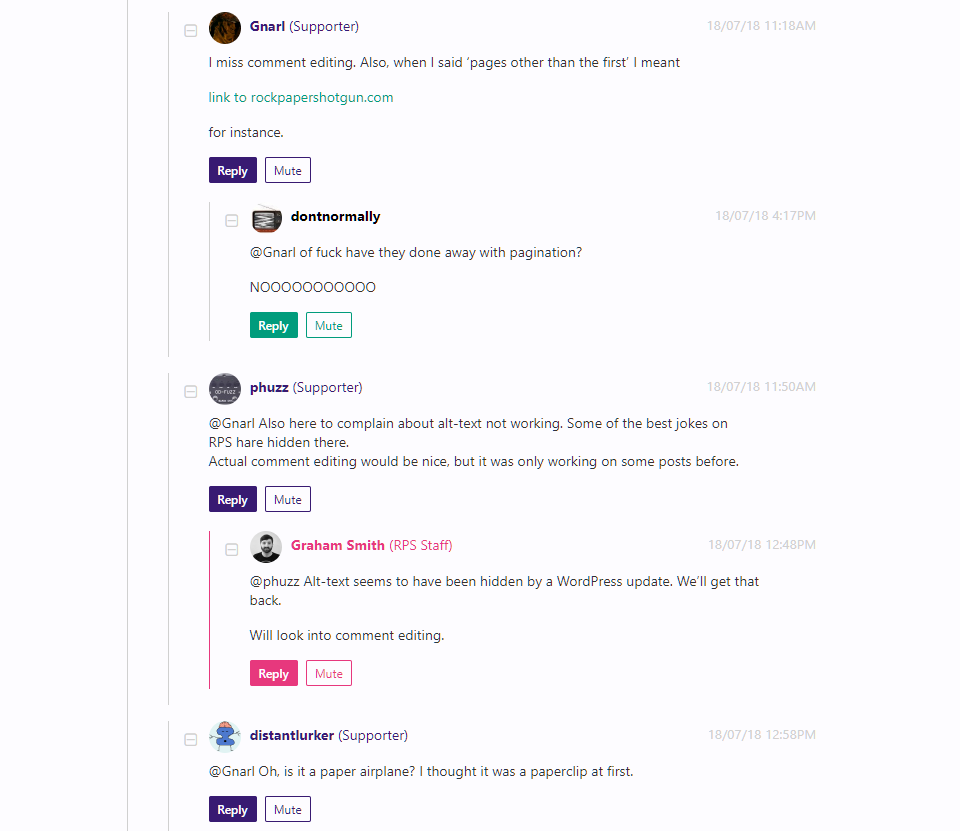 Gnarl (Supporter) 18/07/18 11:18AM
I miss comment editing. Also, when I said ‘pages other than the first’ I meant
link to rockpapershotgun.com
for instance.
Reply Mute
dontnormally 18/07/18 4:17PM
@Gnarl of fuck have they done away with pagination?
NOOOOOOOOOOO
Reply Mute
phuzz (Supporter) 18/07/18 11:50AM
@Gnarl Also here to complain about alt-text not working. Some of the best jokes on
RPS hare hidden there.
Actual comment editing would be nice, but it was only working on some posts before.
Reply Mute
Graham Smith (RPS Staff) 18/07/18 12:48PM
@phuzz Alt-text seems to have been hidden by a WordPress update. We’ll get that
back.
Will look into comment editing.
Reply Mute
distantlurker (Supporter) 18/07/18 12:58PM
@Gnarl Oh, is it a paper airplane? I thought it was a paperclip at first.
Reply Mute